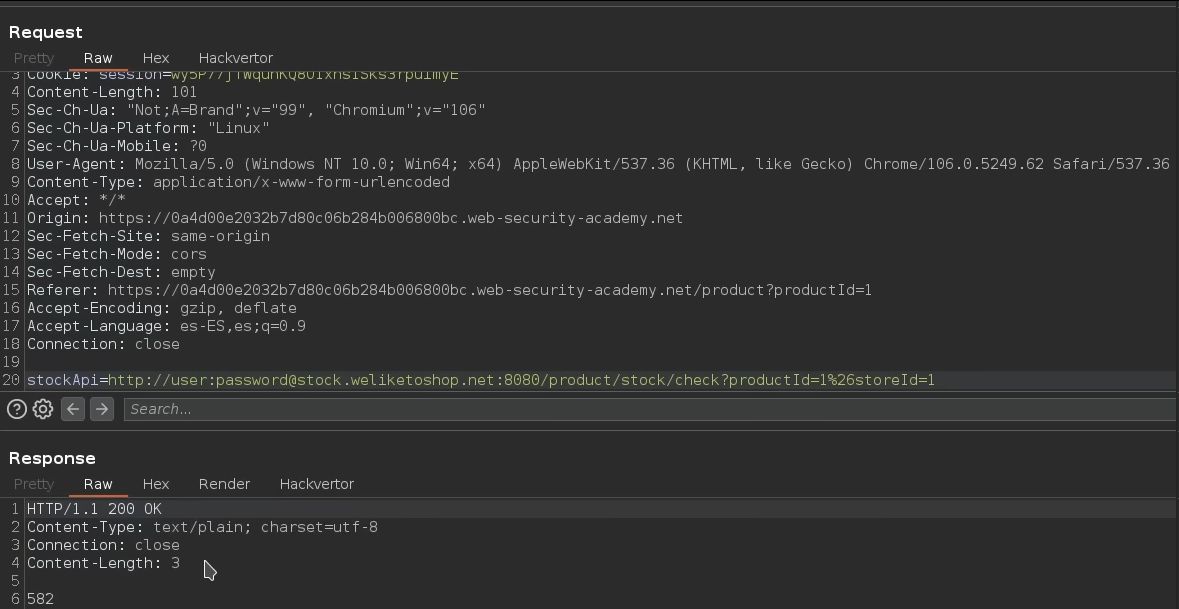 Request
Pretty Raw Hex Hackvertor
3 Cookie:
4 Content-Length: 101
5 Sec-Ch-Ua: "Not;A=Brand";v="99", "Chromium";v="106"
6 Sec-Ch-Ua-Platform: "Linux"
7 Sec-Ch-Ua-Mobile: ?0
8 User-Agent: Mozilla/5.0 (Windows NT 10.0; Win64; x64) AppleWebKit/537.36 (KHTML, like Gecko) Chrome/106.0.5249.62 Safari/537.36
9 Content-Type: application/x-www-form-urlencoded
10 Accept: */*
11 Origin: https://0a4d00e2032b7d80c06b284b006800bc.web-security-academy.net
12 Sec-Fetch-Site: same-origin
13 Sec-Fetch-Mode: cors
14 Sec-Fetch-Dest: empty
15 Referer: https://0a4d00e2032b7d80c06b284b006800bc.web-security-academy.net/product?productId=1
16 Accept-Encoding: gzip, deflate
17 Accept-Language: es-ES,es;q=0.9
18 Connection: close
19
20 stockApi=http://user:password@stock.weliketoshop.net:8080/product/stock/check?productId=1%26storeId=1
Search...
Response
Pretty Raw Hex Render Hackvertor
1 HTTP/1.1 200 OK
2 Content-Type: text/plain; charset=utf-8
3 Connection: close
4 Content-Length: 3
5
6 582